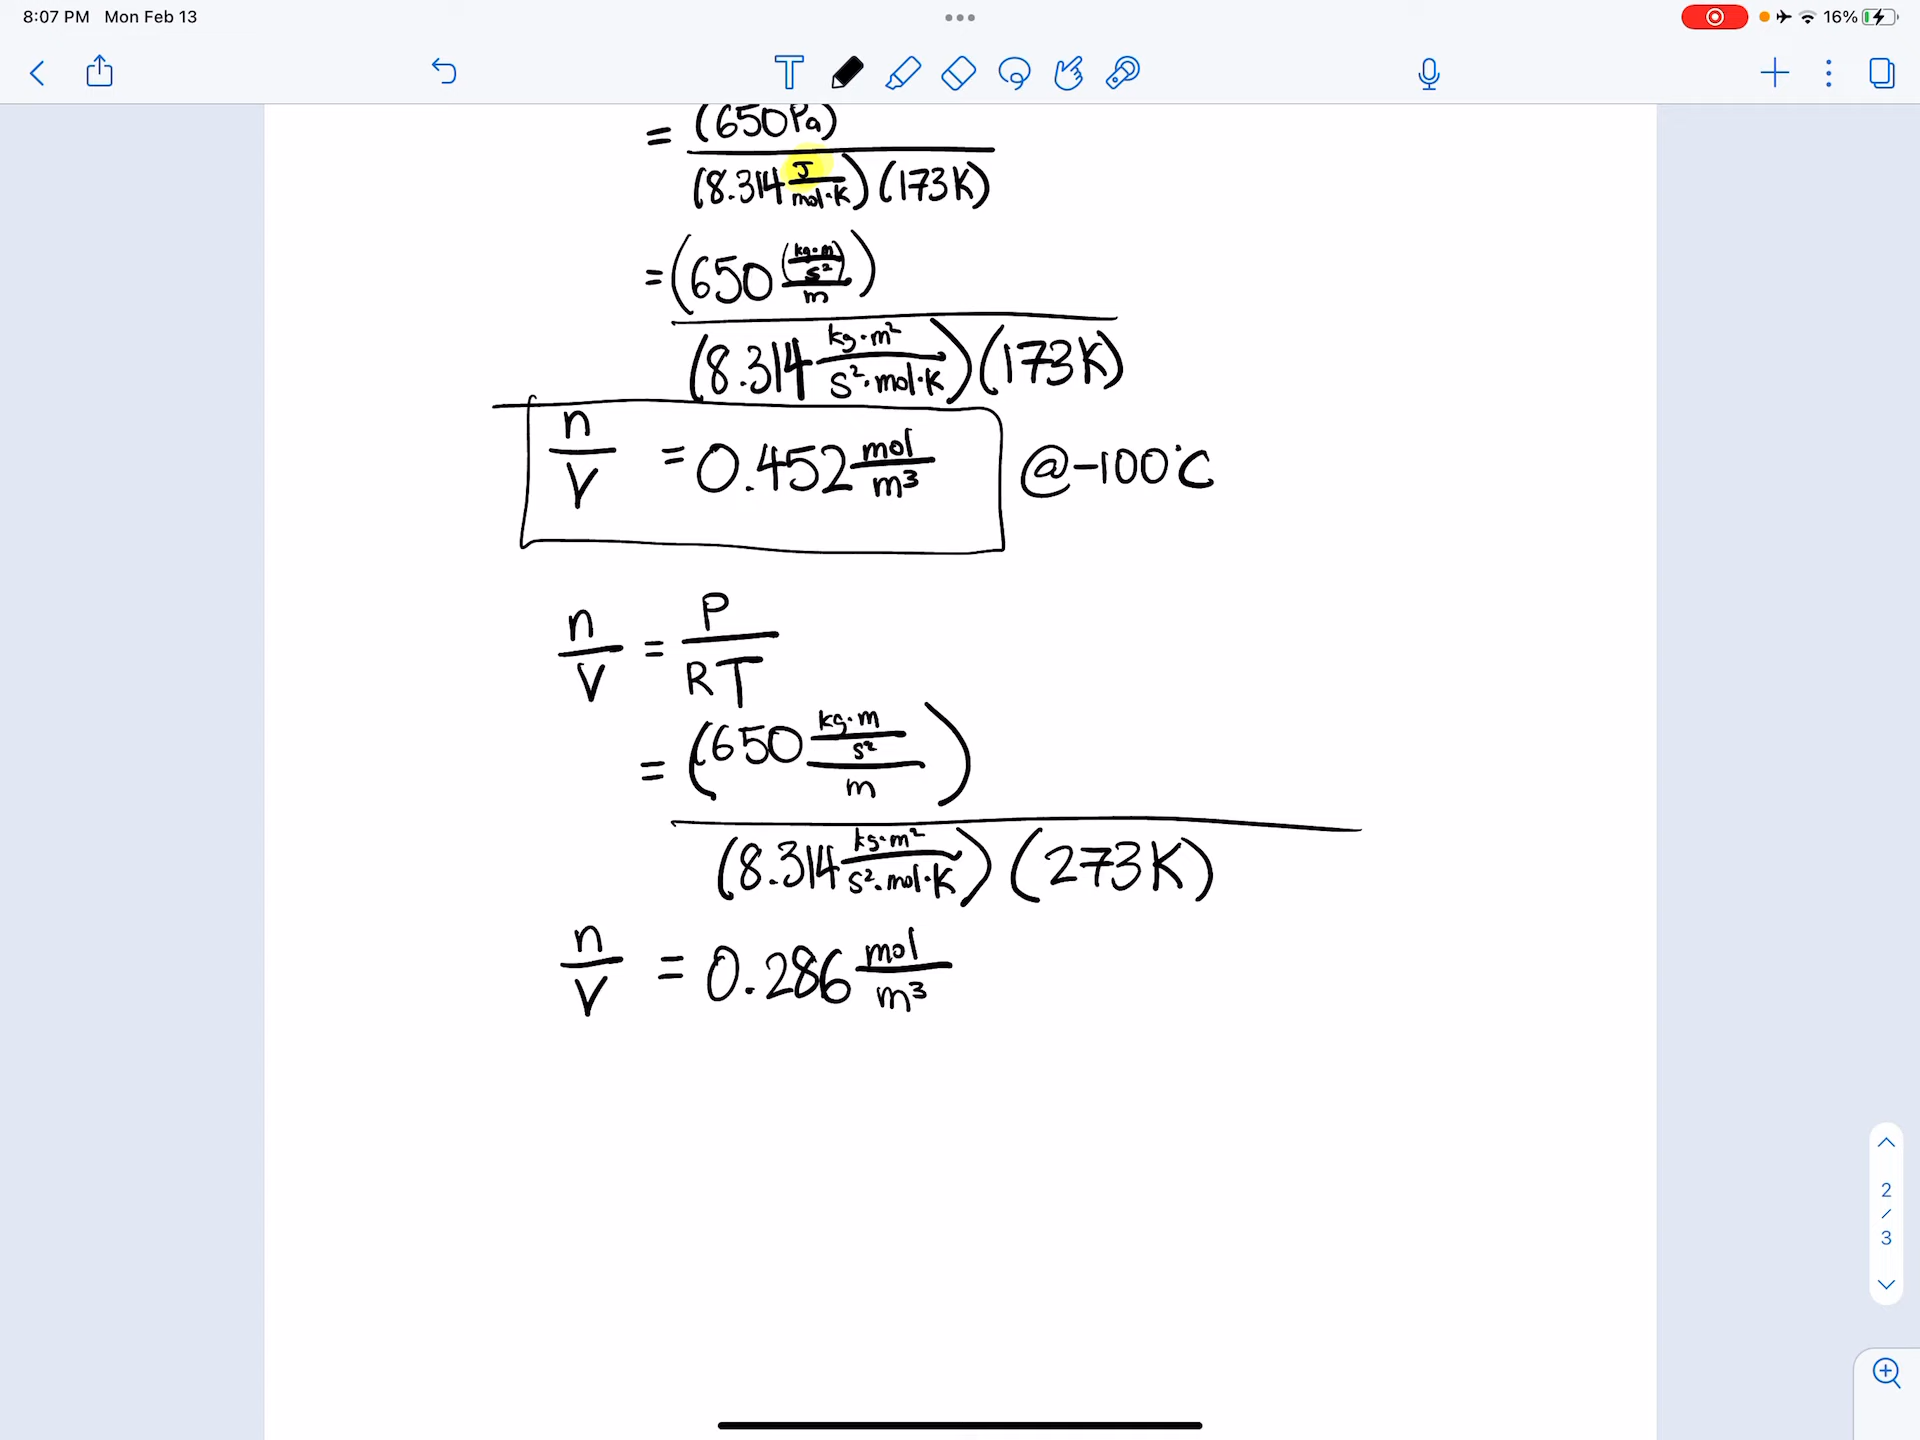 8:07 PM Mon Feb 13
16%
T
= (650 Pa) / (8.314 J/mol·K)(173K)
= (650 (kg·m/s²)/m) / (8.314 kg·m²/s²·mol·K)(173K)
n/V = 0.452 mol/m³ @-100°C
n/V = P/RT
= (650 (kg·m/s²)/m) / (8.314 kg·m²/s²·mol·K)(273K)
n/V = 0.286 mol/m³
2
/
3